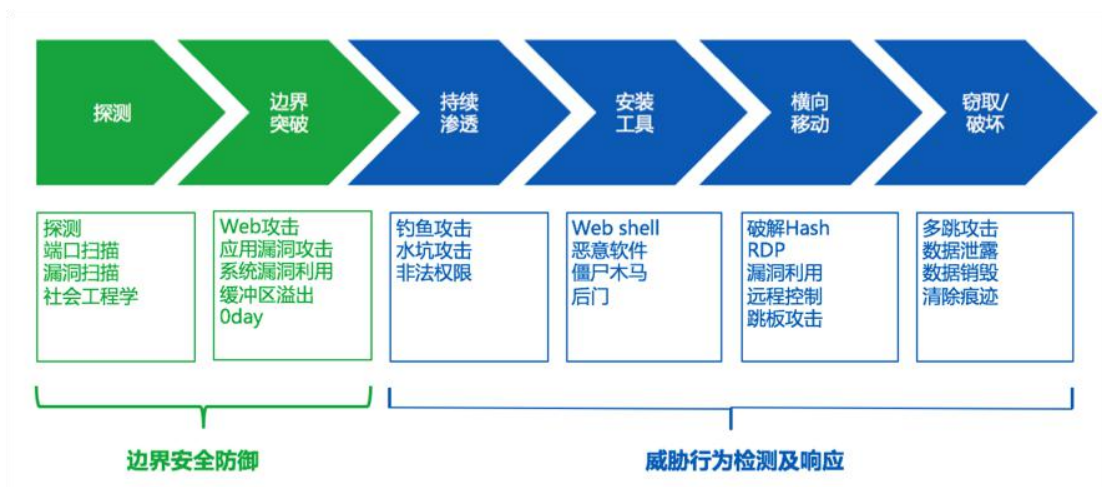 探测
边界
突破
持续
渗透
安装
工具
横向
移动
窃取/
破坏
探测
端口扫描
漏洞扫描
社会工程学
Web攻击
应用漏洞攻击
系统漏洞利用
缓冲区溢出
0day
钓鱼攻击
水坑攻击
非法权限
Web shell
恶意软件
僵尸木马
后门
破解Hash
RDP
漏洞利用
远程控制
跳板攻击
多跳攻击
数据泄露
数据销毁
清除痕迹
边界安全防御
威胁行为检测及响应